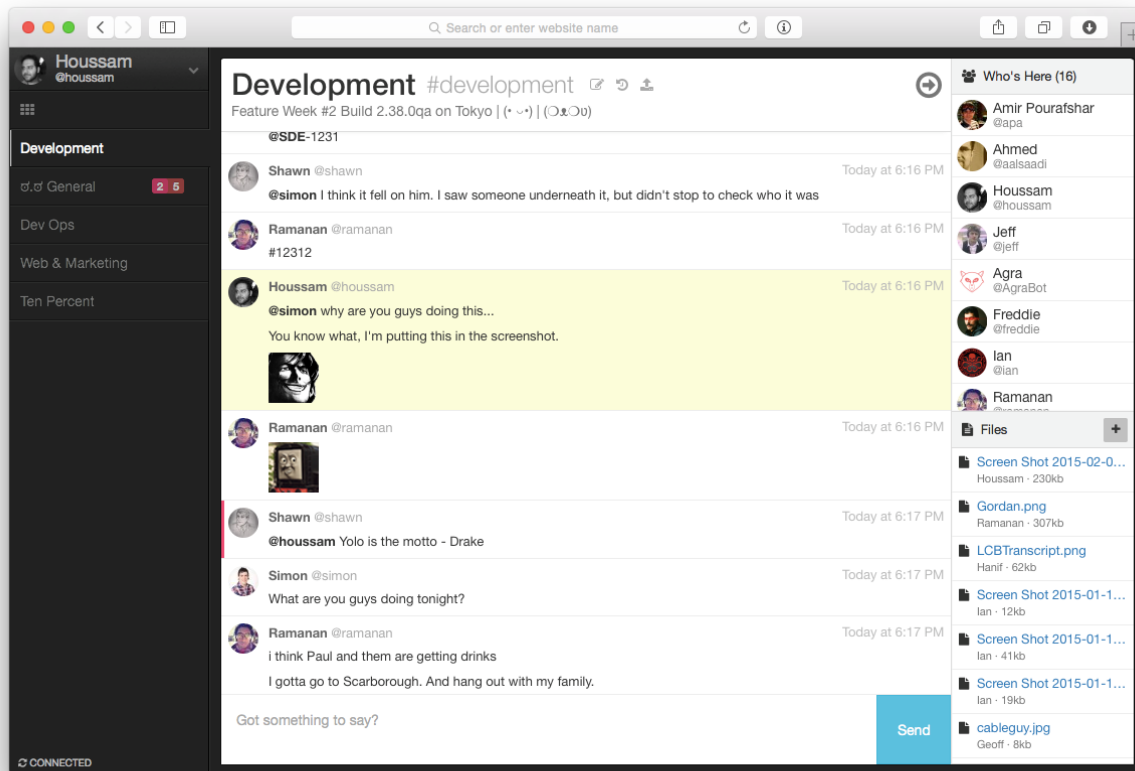 Search or enter website name
Houssam
@houssam
Development
ಠ.ಠ General
2 5
Dev Ops
Web & Marketing
Ten Percent
CONNECTED
Development #development
Feature Week #2 Build 2.38.0qa on Tokyo | (• ⌣•) | (❍ᴥ❍ʋ)
@SDE-1231
Shawn @shawn Today at 6:16 PM
@simon I think it fell on him. I saw someone underneath it, but didn't stop to check who it was
Ramanan @ramanan Today at 6:16 PM
#12312
Houssam @houssam Today at 6:16 PM
@simon why are you guys doing this...
You know what, I'm putting this in the screenshot.
Ramanan @ramanan Today at 6:16 PM
Shawn @shawn Today at 6:17 PM
@houssam Yolo is the motto - Drake
Simon @simon Today at 6:17 PM
What are you guys doing tonight?
Ramanan @ramanan Today at 6:17 PM
i think Paul and them are getting drinks
I gotta go to Scarborough. And hang out with my family.
Got something to say?
Send
Who's Here (16)
Amir Pourafshar
@apa
Ahmed
@aalsaadi
Houssam
@houssam
Jeff
@jeff
Agra
@AgraBot
Freddie
@freddie
Ian
@ian
Ramanan
@ramanan
Files
+
Screen Shot 2015-02-0...
Houssam · 230kb
Gordan.png
Ramanan · 307kb
LCBTranscript.png
Hanif · 62kb
Screen Shot 2015-01-1...
Ian · 12kb
Screen Shot 2015-01-1...
Ian · 41kb
Screen Shot 2015-01-1...
Ian · 19kb
cableguy.jpg
Geoff · 8kb